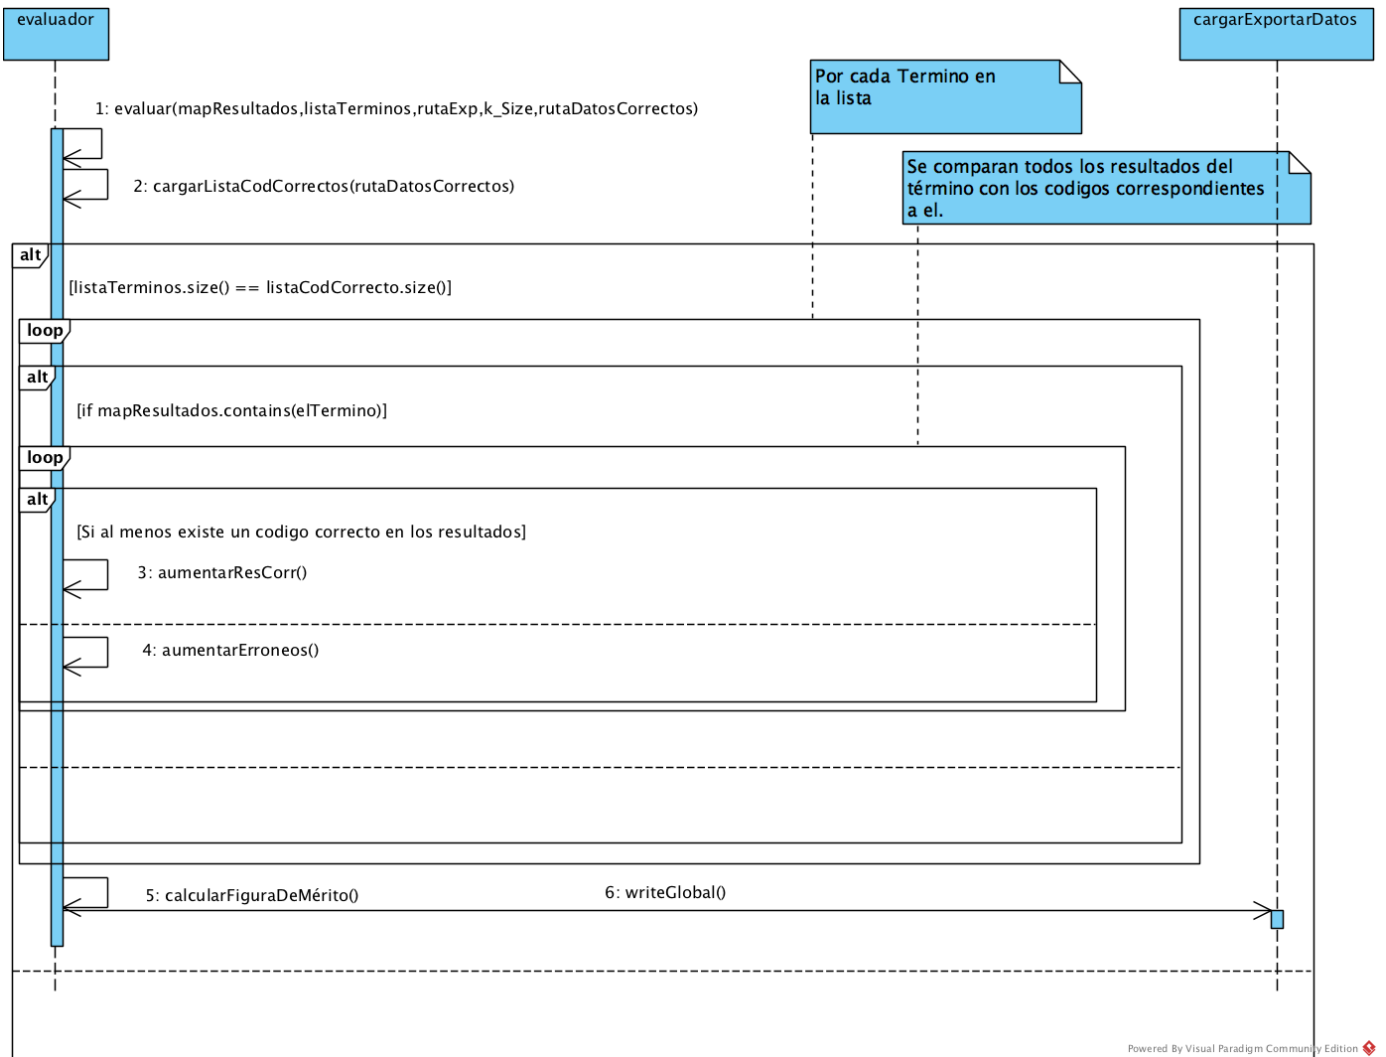 evaluador
cargarExportarDatos
Por cada Termino en
la lista
1: evaluar(mapResultados,listaTerminos,rutaExp,k_Size,rutaDatosCorrectos)
Se comparan todos los resultados del
término con los codigos correspondientes
a el.
2: cargarListaCodCorrectos(rutaDatosCorrectos)
alt
[listaTerminos.size() == listaCodCorrecto.size()]
loop
alt
[if mapResultados.contains(elTermino)]
loop
alt
[Si al menos existe un codigo correcto en los resultados]
3: aumentarResCorr()
4: aumentarErroneos()
5: calcularFiguraDeMérito()
6: writeGlobal()
Powered By Visual Paradigm Community Edition